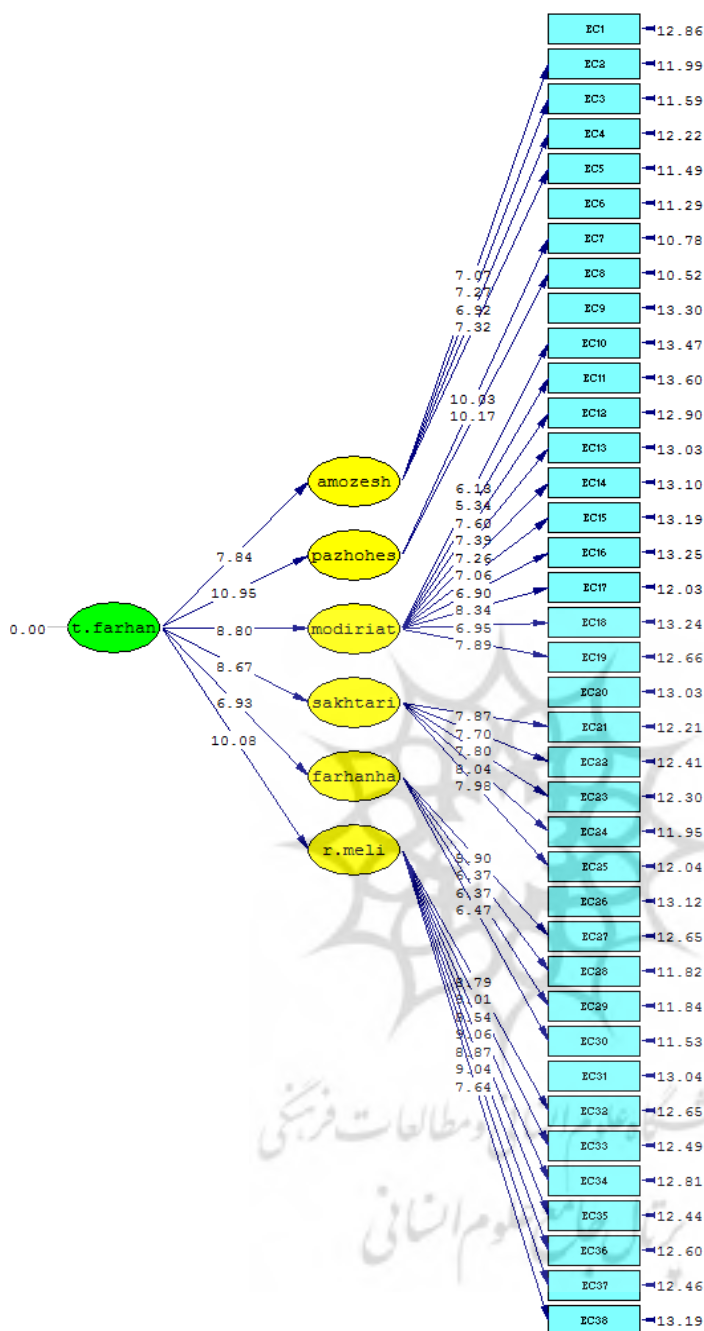 EC1 12.86
EC2 11.99
EC3 11.59
EC4 12.22
EC5 11.49
EC6 11.29
EC7 10.78
EC8 10.52
EC9 13.30
EC10 13.47
EC11 13.60
EC12 12.90
EC13 13.03
EC14 13.10
EC15 13.19
EC16 13.25
EC17 12.03
EC18 13.24
EC19 12.66
EC20 13.03
EC21 12.21
EC22 12.41
EC23 12.30
EC24 11.95
EC25 12.04
EC26 13.12
EC27 12.65
EC28 11.82
EC29 11.84
EC30 11.53
EC31 13.04
EC32 12.65
EC33 12.49
EC34 12.81
EC35 12.44
EC36 12.60
EC37 12.46
EC38 13.19
7.07
7.27
6.92
7.32
10.03
10.17
6.13
5.34
7.60
7.39
7.26
7.06
6.90
8.34
6.95
7.89
7.87
7.70
7.80
8.04
7.98
6.37
6.37
6.47
9.01
9.06
8.87
9.04
7.64
amozesh
pazhohes
modiriat
sakhtari
farhanha
r.meli
7.84
10.95
8.80
8.67
6.93
10.08
0.00 t.farhan
علوم انسانی و مطالعات فرهنگی
پرتال جامع علوم انسانی